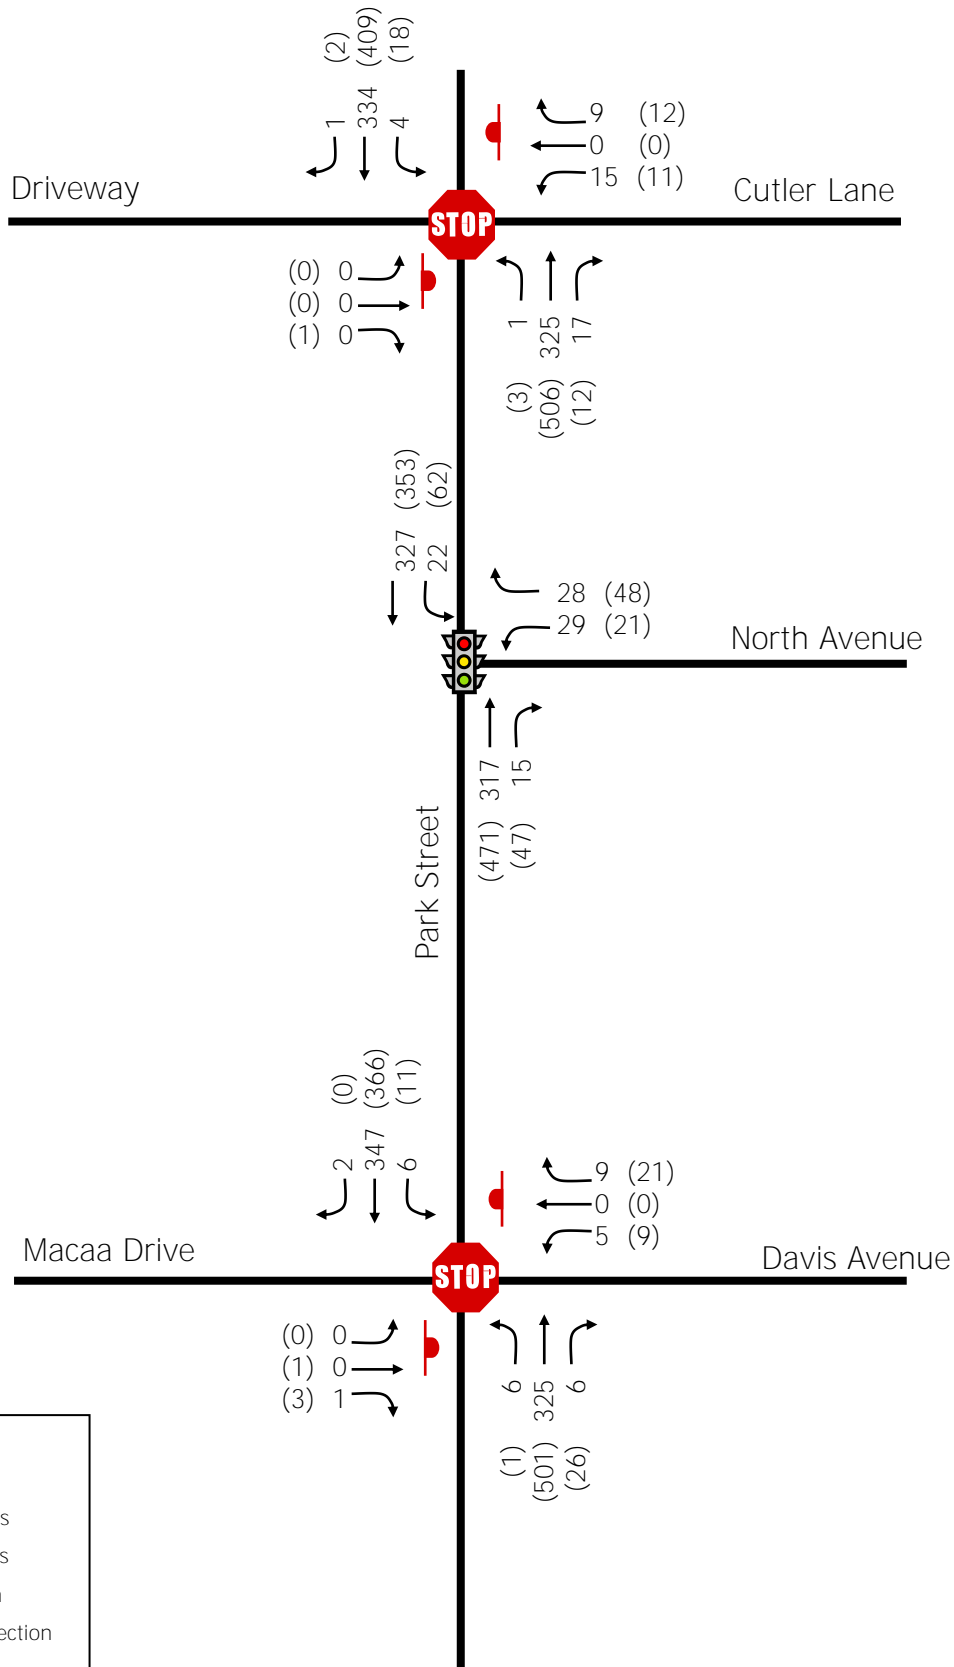 (2) (409) (18)
1 334 4
9 (12)
0 (0)
15 (11)
Driveway
Cutler Lane
STOP
(0) 0
(0) 0
(1) 0
1 325 17
(3) (506) (12)
(353) (62)
327 22
28 (48)
29 (21)
North Avenue
317 15
(471) (47)
Park Street
(0) (366) (11)
2 347 6
9 (21)
0 (0)
5 (9)
Macaa Drive
Davis Avenue
STOP
(0) 0
(1) 0
(3) 1
6 325 6
(1) (501) (26)